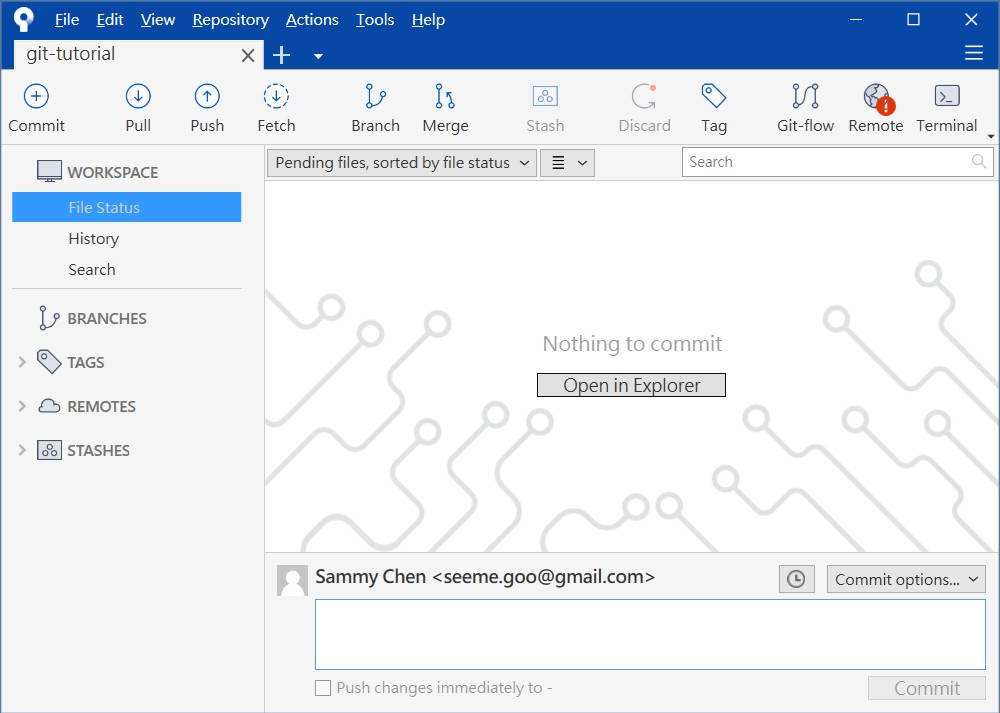 File Edit View Repository Actions Tools Help
git-tutorial
Commit Pull Push Fetch Branch Merge Stash Discard Tag Git-flow Remote Terminal
WORKSPACE
File Status
History
Search
BRANCHES
TAGS
REMOTES
STASHES
Pending files, sorted by file status
Search
Nothing to commit
Open in Explorer
Sammy Chen <seeme.goo@gmail.com>
Commit options...
Push changes immediately to -
Commit